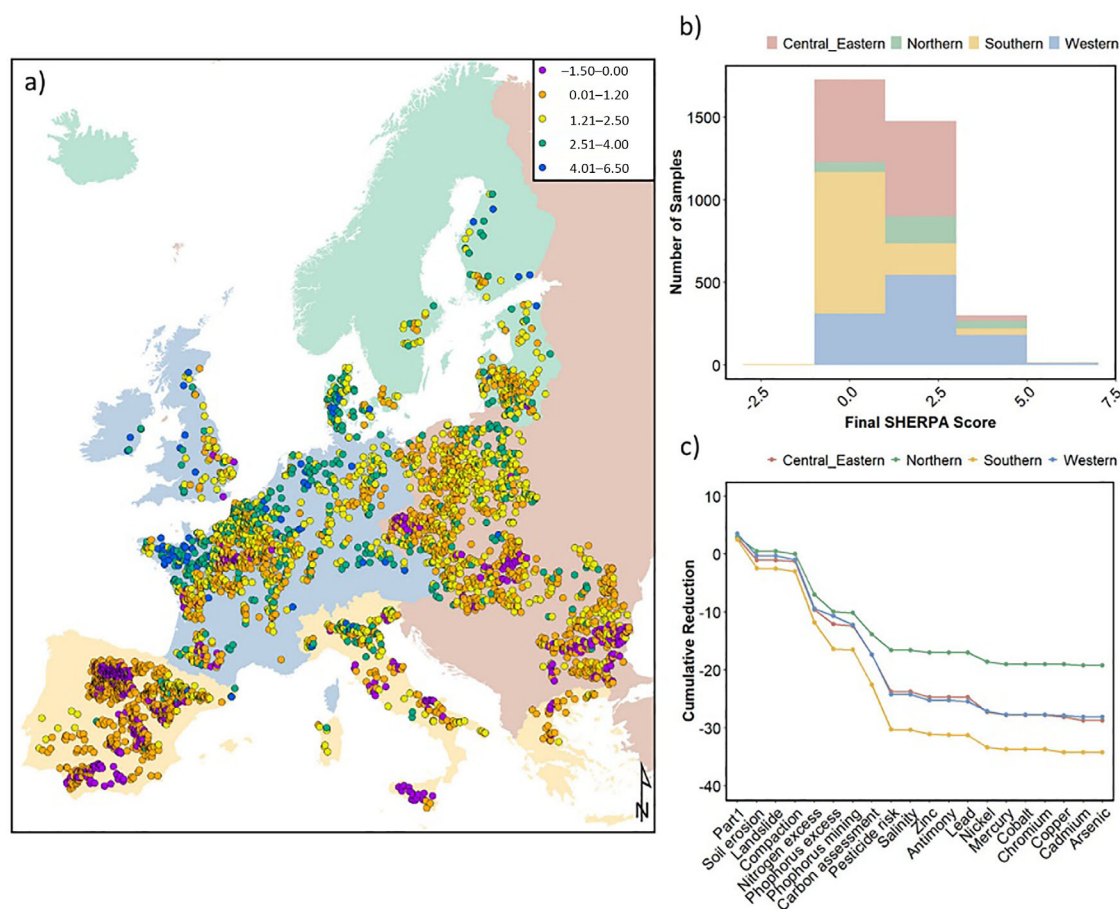 a)
−1.50–0.00
0.01–1.20
1.21–2.50
2.51–4.00
4.01–6.50
N
b)
Central_Eastern Northern Southern Western
Number of Samples
1500
1000
500
0
-2.5 0.0 2.5 5.0 7.5
Final SHERPA Score
c)
Central_Eastern Northern Southern Western
Cumulative Reduction
10
0
-10
-20
-30
-40
Part1
Soil erosion
Landslide
Compaction
Nitrogen excess
Phophorus excess
Phophorus mining
Carbon assessment
Pesticide risk
Salinity
Zinc
Antimony
Lead
Nickel
Mercury
Cobalt
Chromium
Copper
Cadmium
Arsenic